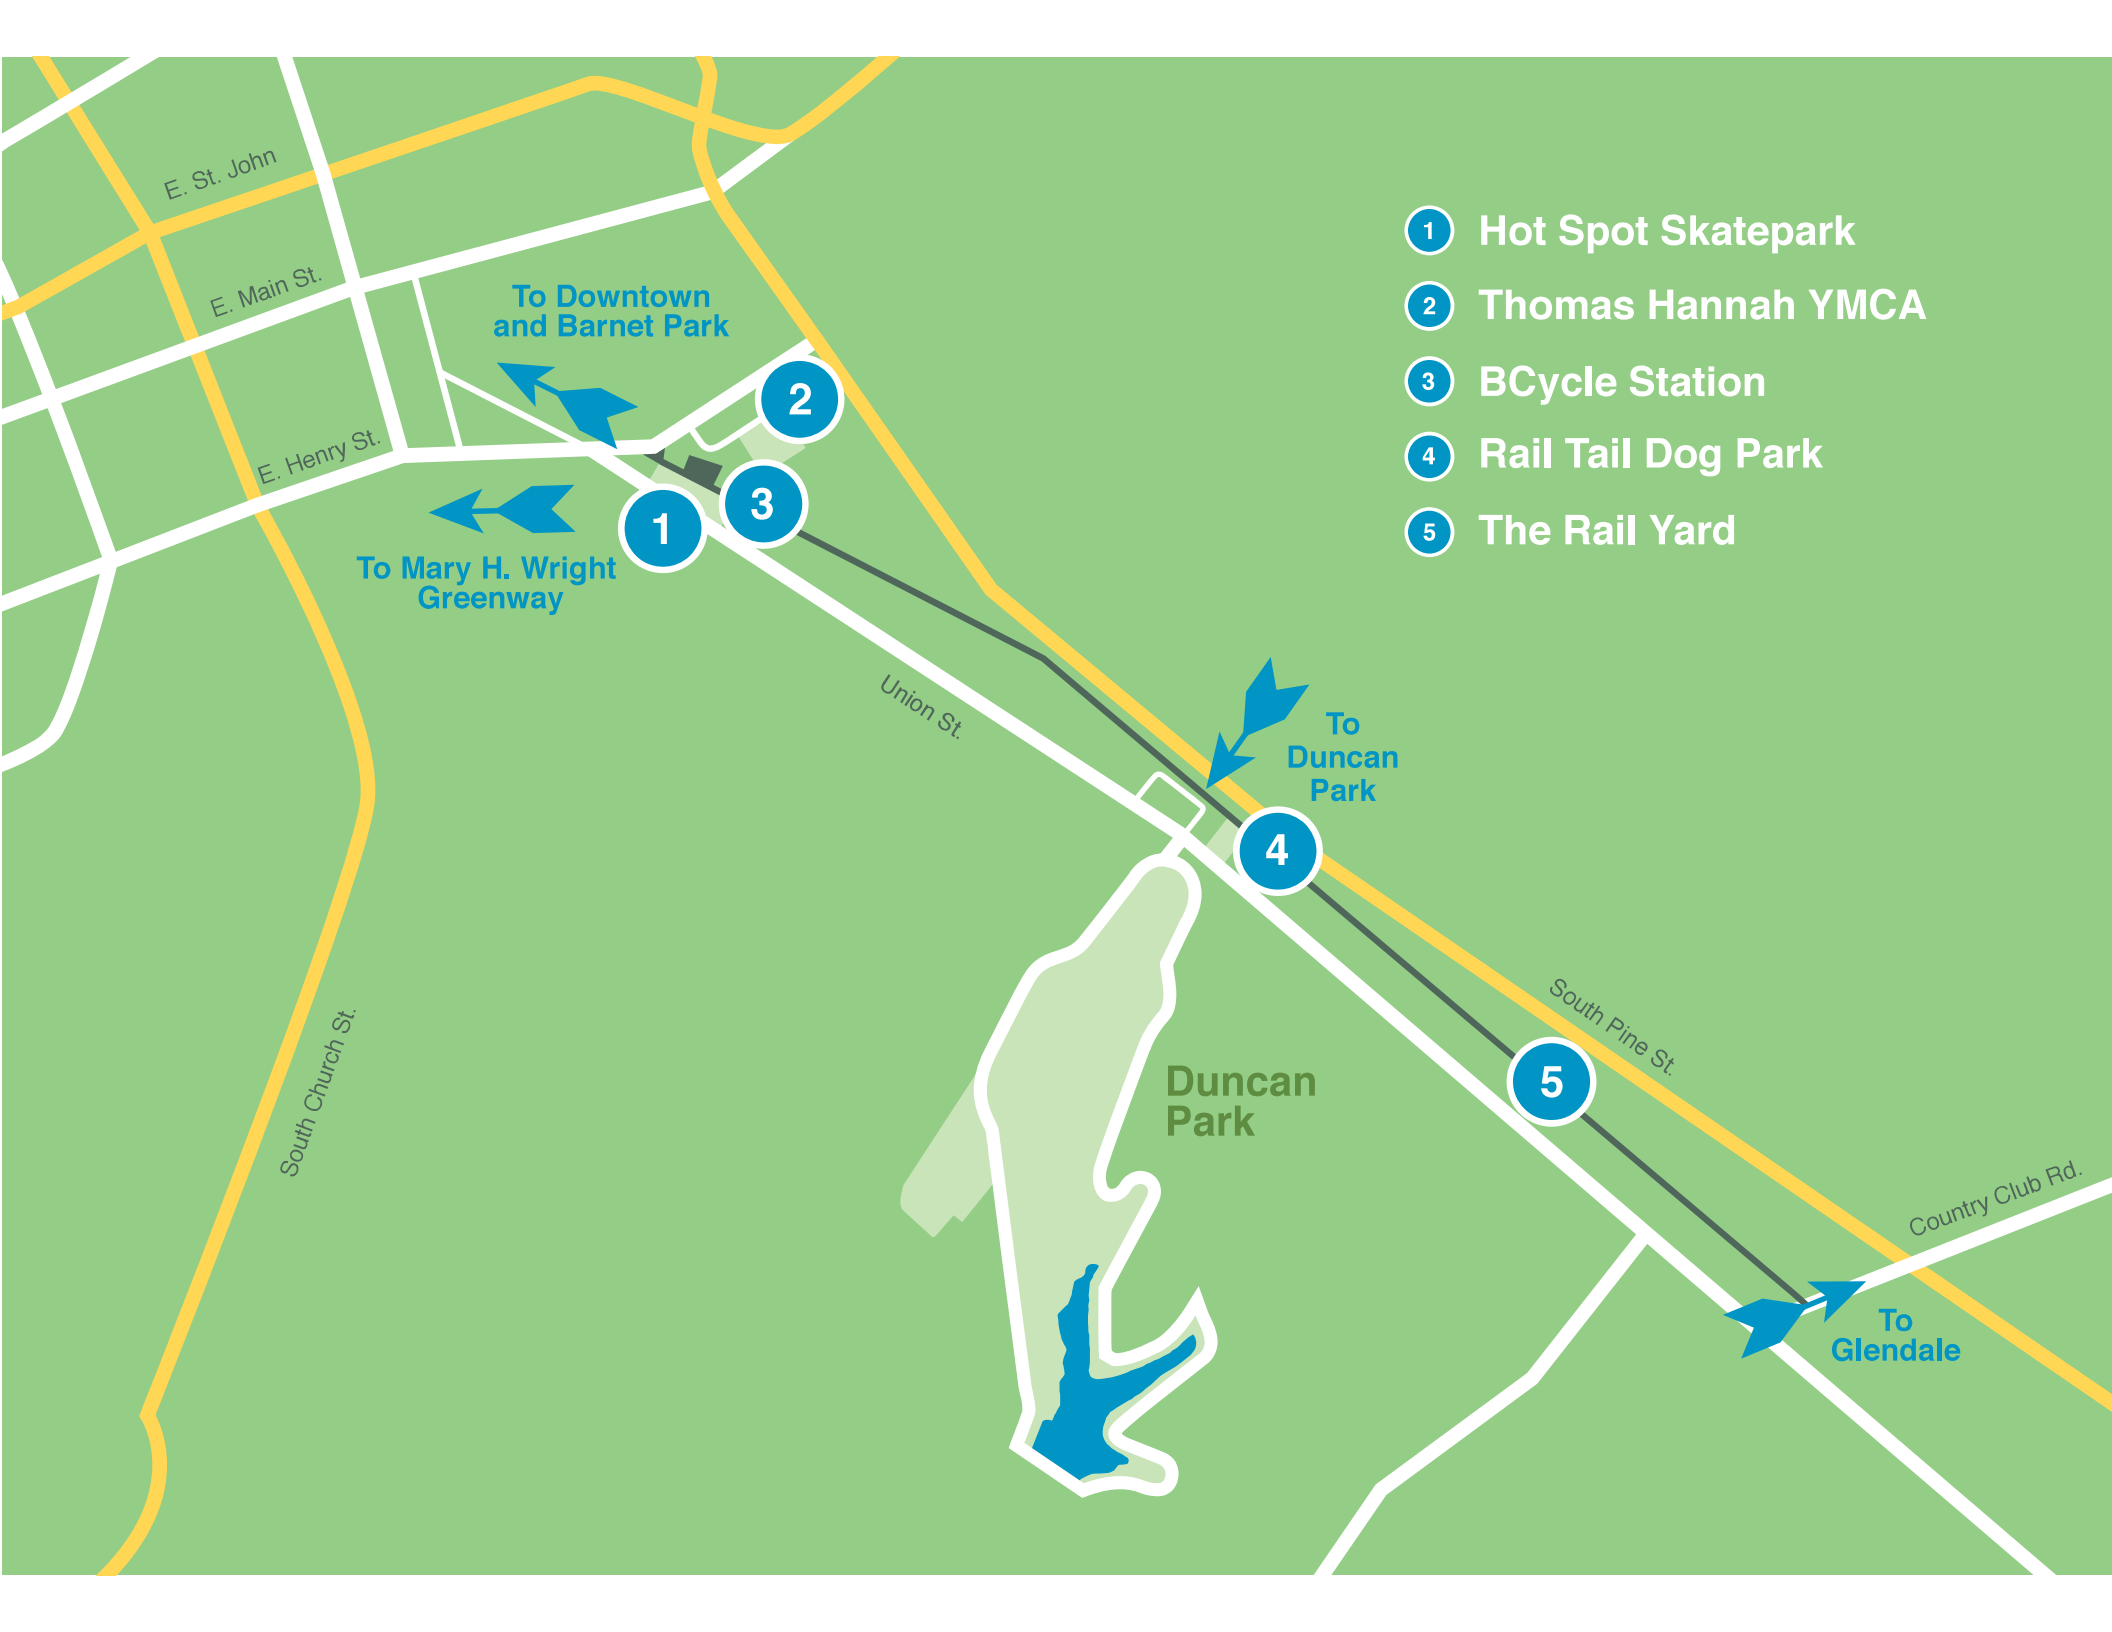 E. St. John
E. Main St.
To Downtown
and Barnet Park
E. Henry St.
To Mary H. Wright
Greenway
1 Hot Spot Skatepark
2 Thomas Hannah YMCA
3 BCycle Station
4 Rail Tail Dog Park
5 The Rail Yard
2
3
1
Union St.
To
Duncan
Park
4
South Pine St.
South Church St.
Duncan
Park
5
Country Club Rd.
To
Glendale